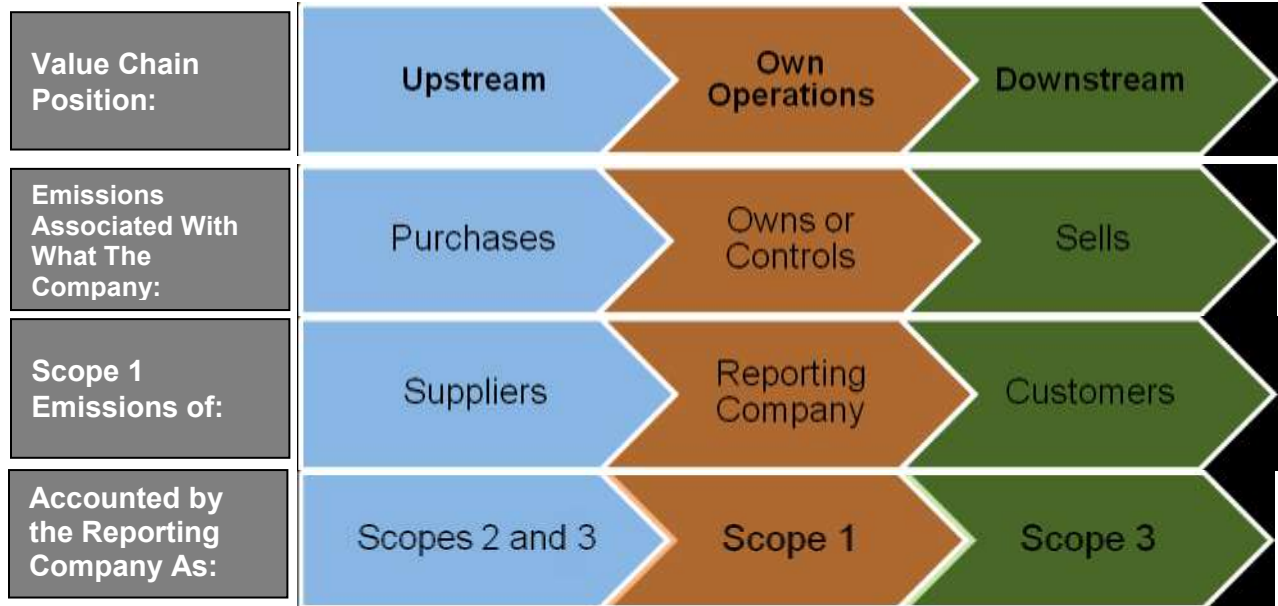 Value Chain
Position:
Upstream
Own
Operations
Downstream
Emissions
Associated With
What The
Company:
Purchases
Owns or
Controls
Sells
Scope 1
Emissions of:
Suppliers
Reporting
Company
Customers
Accounted by
the Reporting
Company As:
Scopes 2 and 3
Scope 1
Scope 3